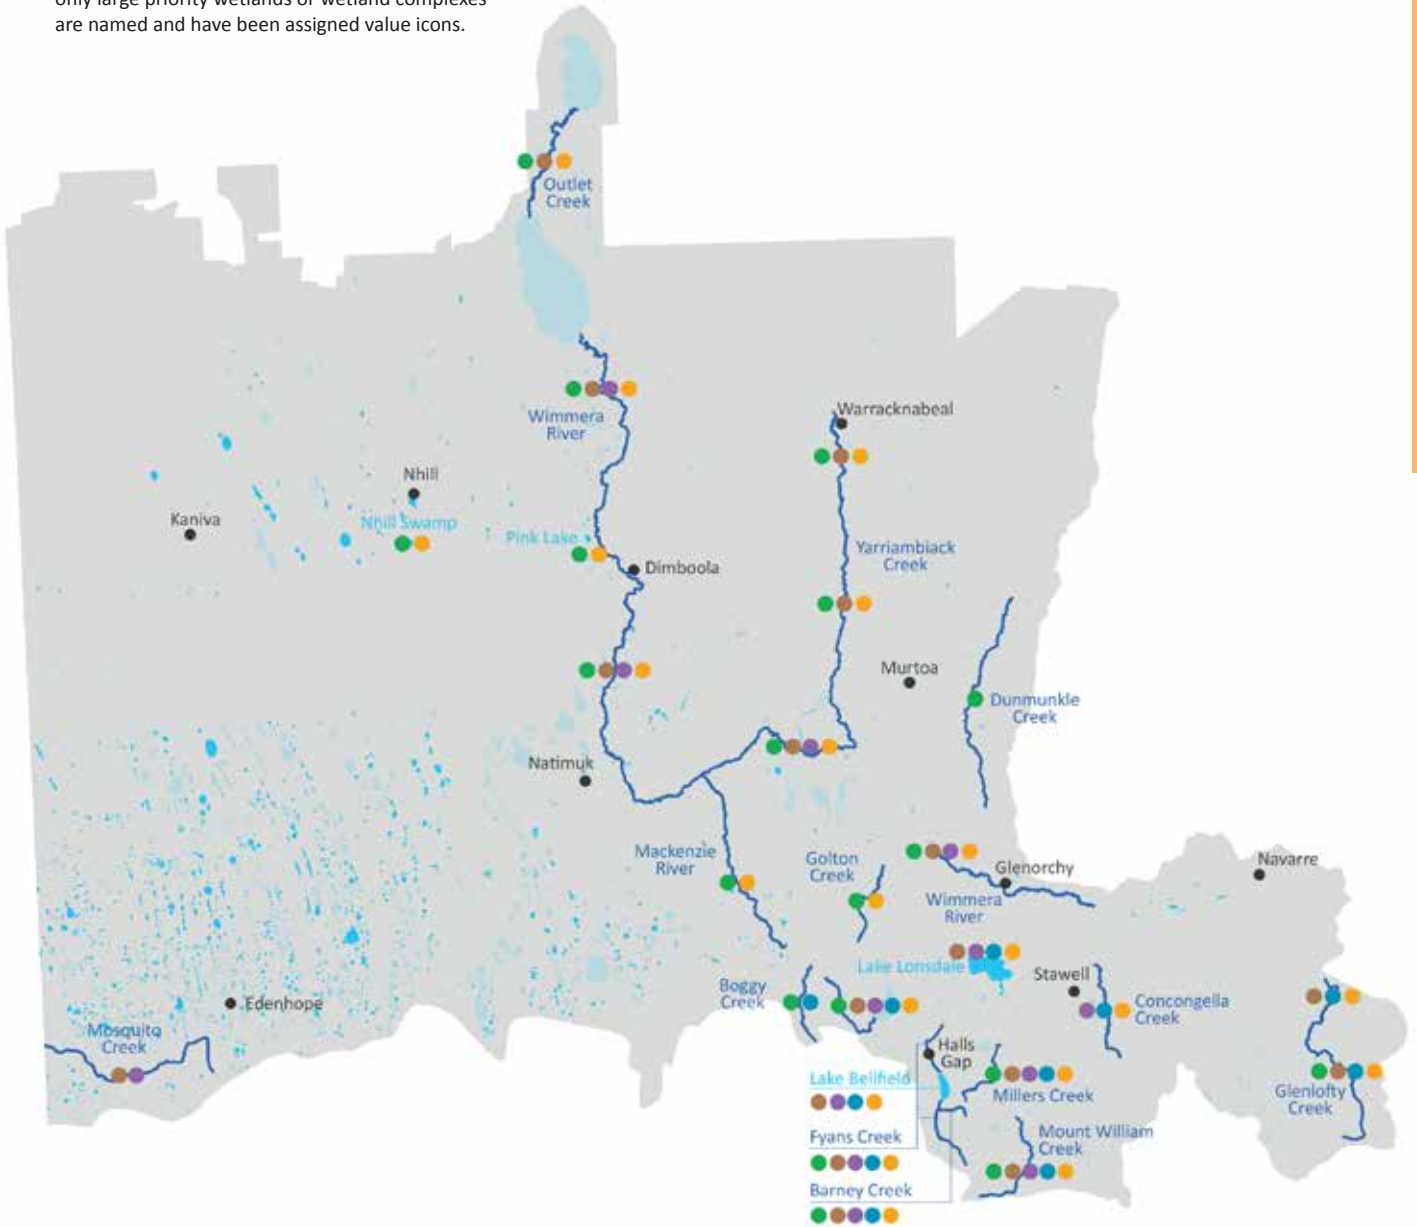 only large priority wetlands or wetland complexes
are named and have been assigned value icons.
Outlet
Creek
Wimmera
River
Warracknabeal
Nhill
Kaniva
Nhill Swamp
Pink Lake
Dimboola
Yarriambiack
Creek
Murtoa
Dunmunkle
Creek
Natimuk
Mackenzie
River
Golton
Creek
Glenorchy
Navarre
Wimmera
River
Lake Lonsdale
Stawell
Boggy
Creek
Concongella
Creek
Edenhope
Mosquito
Creek
Halls
Gap
Lake Bellfield
Millers Creek
Glenlofty
Creek
Fyans Creek
Mount William
Creek
Barney Creek